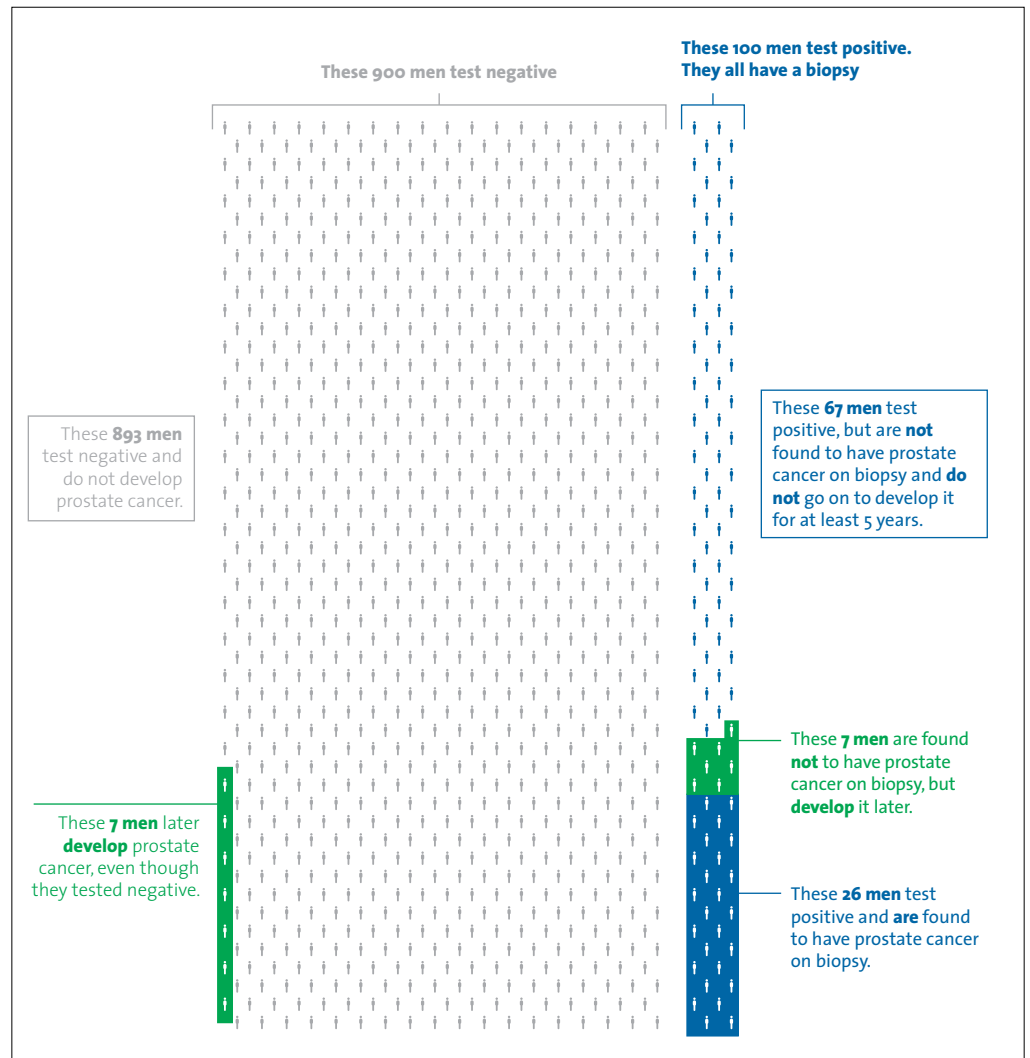 These 900 men test negative
These 100 men test positive.
They all have a biopsy
These 893 men
test negative and
do not develop
prostate cancer.
These 67 men test
positive, but are not
found to have prostate
cancer on biopsy and do
not go on to develop it
for at least 5 years.
These 7 men later
develop prostate
cancer, even though
they tested negative.
These 7 men are found
not to have prostate
cancer on biopsy, but
develop it later.
These 26 men test
positive and are found
to have prostate cancer
on biopsy.